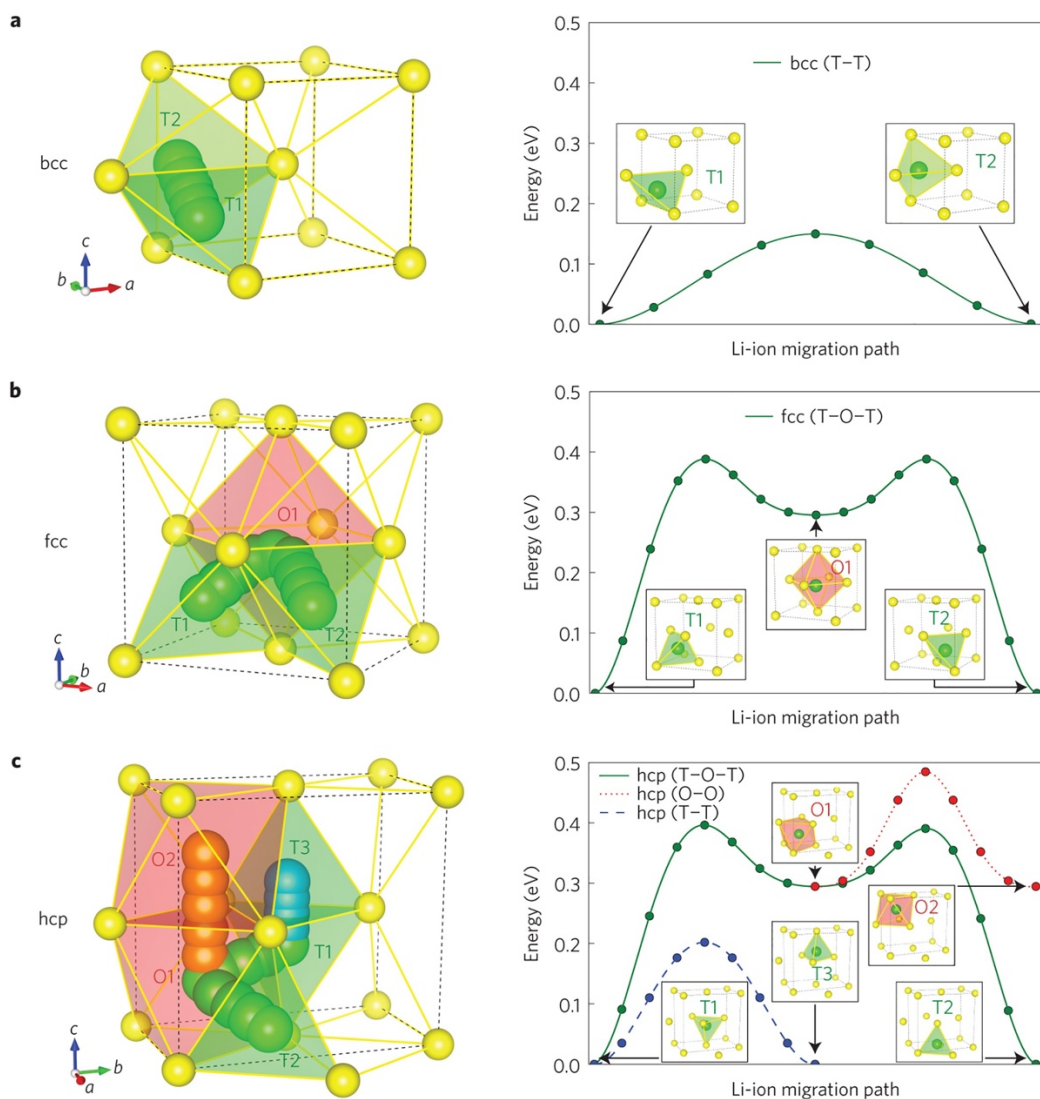 a
bcc
T2
T1
c
b
a
0.5
0.4
0.3
0.2
0.1
0.0
Energy (eV)
bcc (T–T)
T1
T2
Li-ion migration path
b
fcc
O1
T1
T2
c
b
a
0.5
0.4
0.3
0.2
0.1
0.0
Energy (eV)
fcc (T–O–T)
O1
T1
T2
Li-ion migration path
c
hcp
O2
T3
T1
O1
T2
c
b
a
0.5
0.4
0.3
0.2
0.1
0.0
Energy (eV)
hcp (T–O–T)
hcp (O–O)
hcp (T–T)
O1
O2
T3
T1
T2
Li-ion migration path